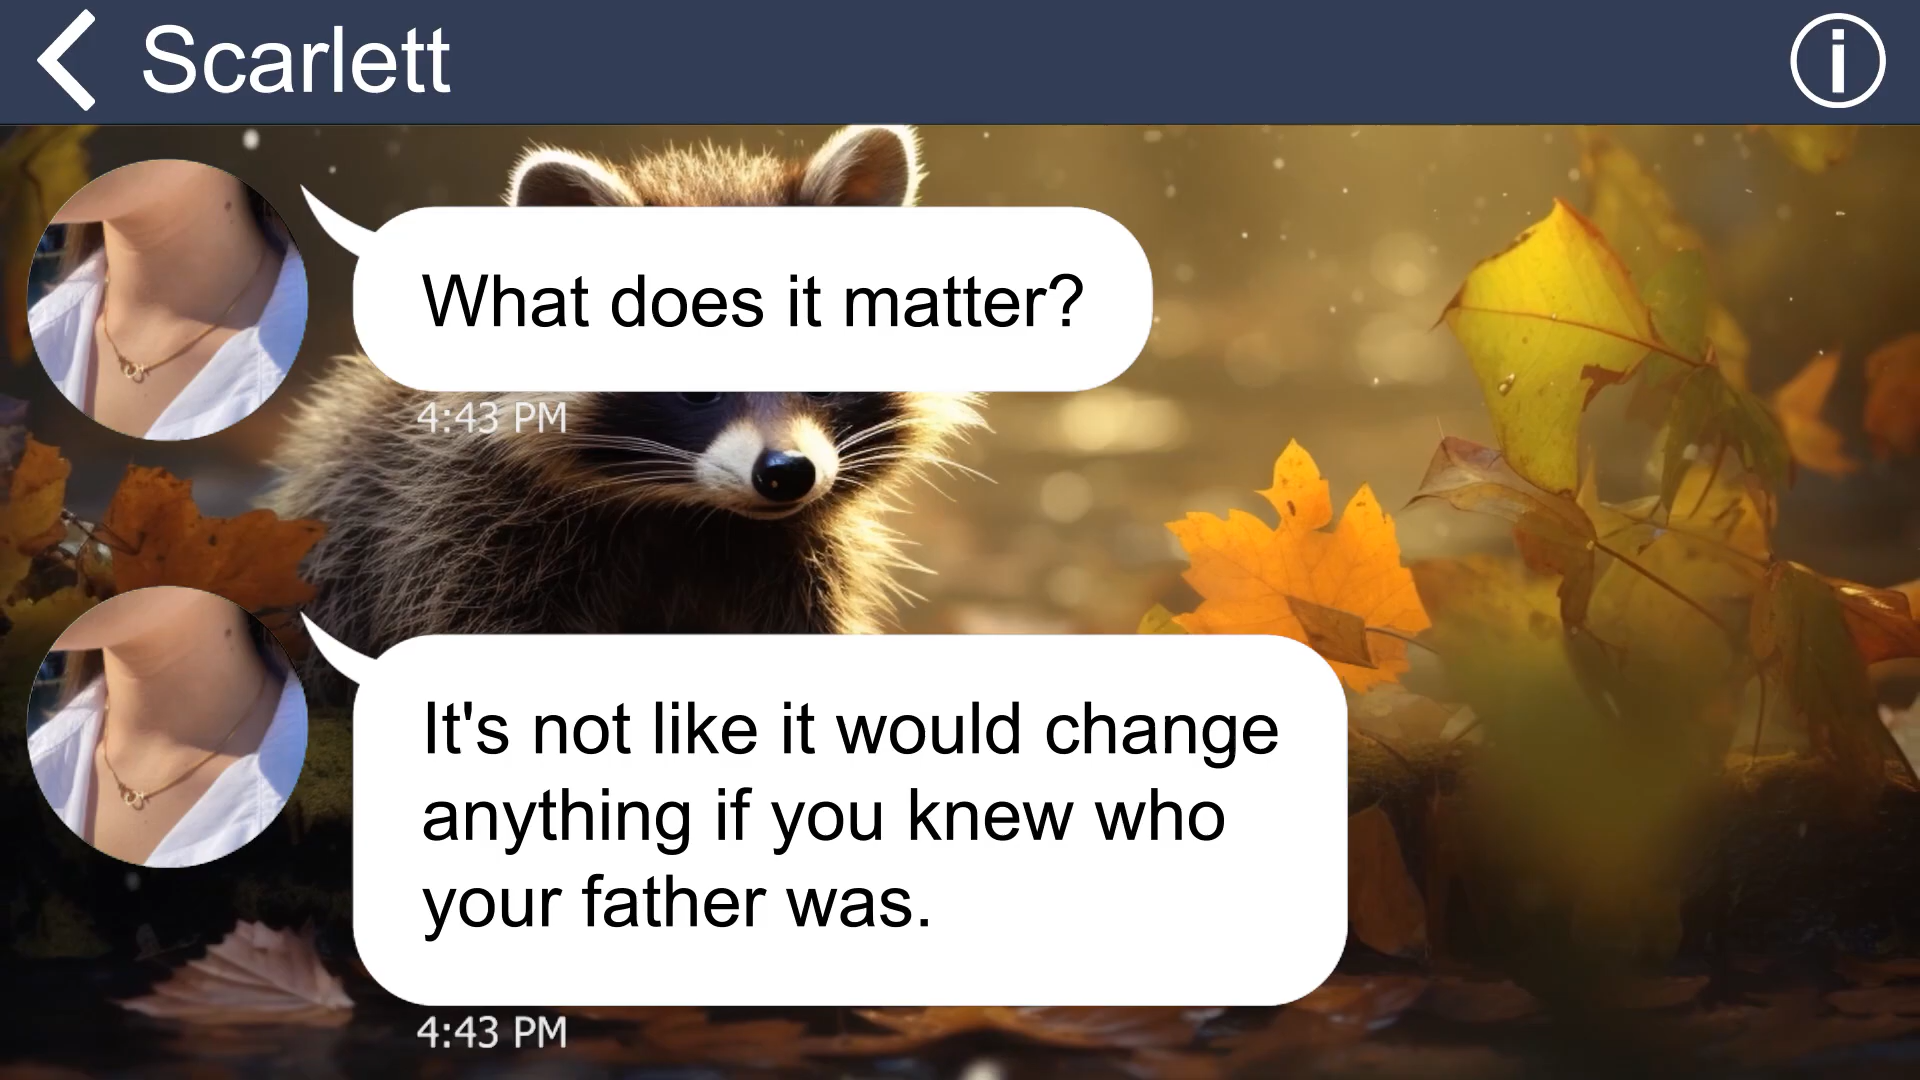 Scarlett
What does it matter?
4:43 PM
It's not like it would change
anything if you knew who
your father was.
4:43 PM